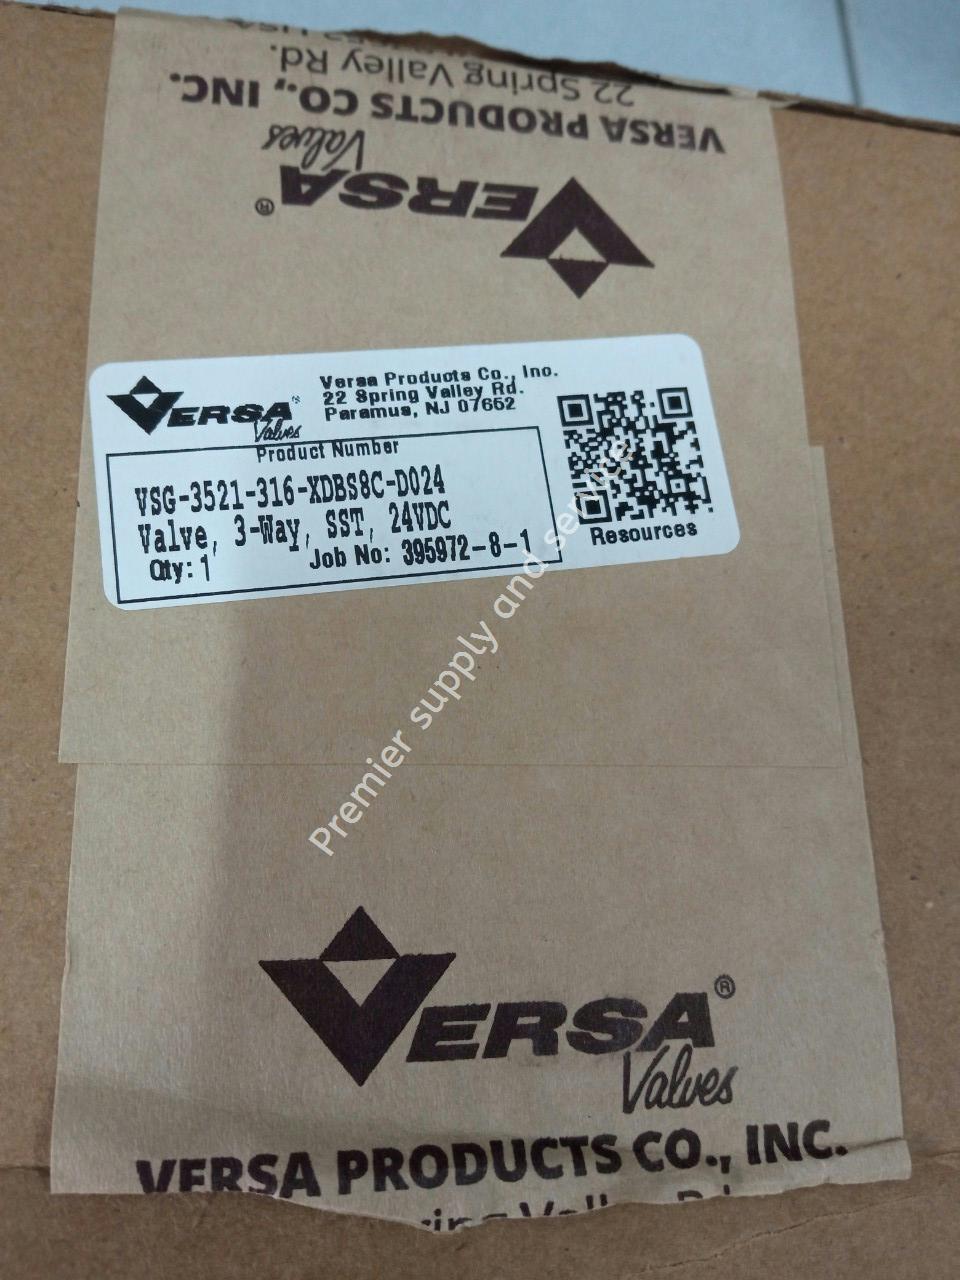 22 Spring Valley Rd.
VERSA PRODUCTS CO., INC.
Valves
VERSA®
VERSA
Valves
Versa Products Co., Inc.
22 Spring Valley Rd.
Paramus, NJ 07652
Product Number
VSG-3521-316-XDBS8C-D024
Valve, 3-Way, SST, 24VDC
Qty: 1 Job No: 395972-8-1
Resources
Premier supply and service
VERSA®
Valves
VERSA PRODUCTS CO., INC.